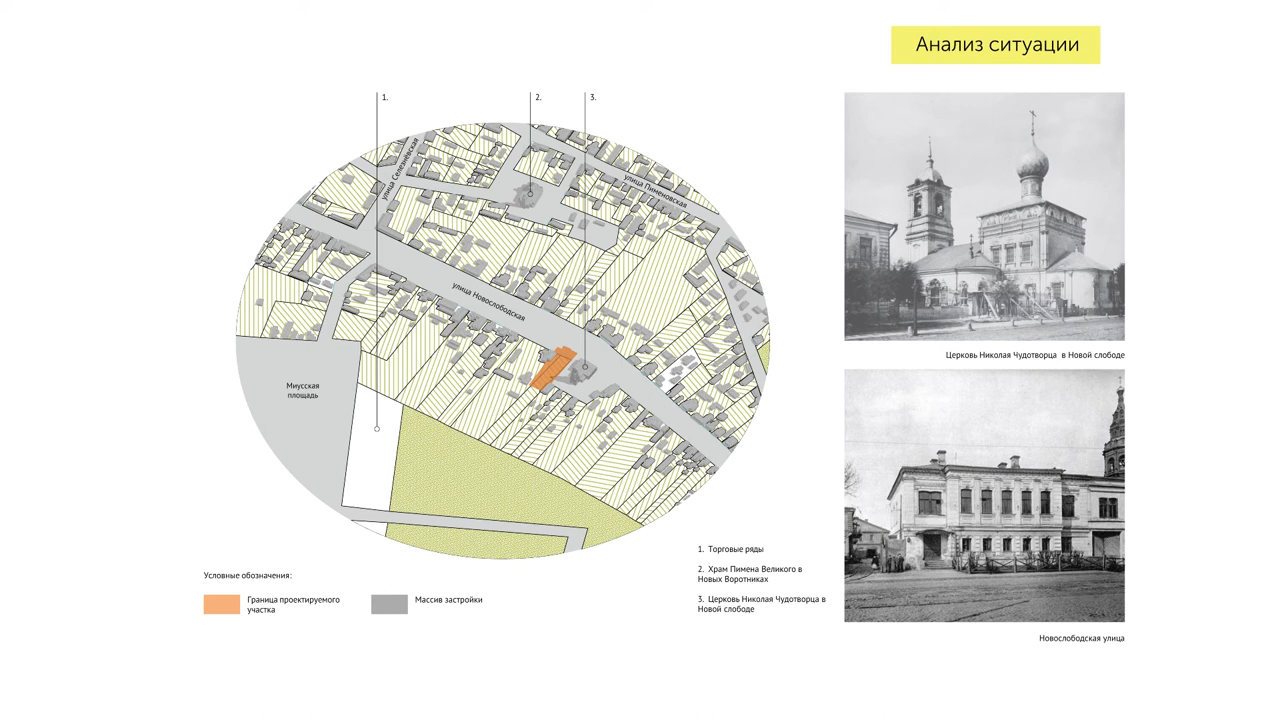 Анализ ситуации
1.
2.
3.
улица Селезнёвская
улица Пименовская
улица Новослободская
Миусская
площадь
Церковь Николая Чудотворца в Новой слободе
Новослободская улица
1. Торговые ряды
2. Храм Пимена Великого в
Новых Воротниках
3. Церковь Николая Чудотворца в
Новой слободе
Условные обозначения:
Граница проектируемого
участка
Массив застройки